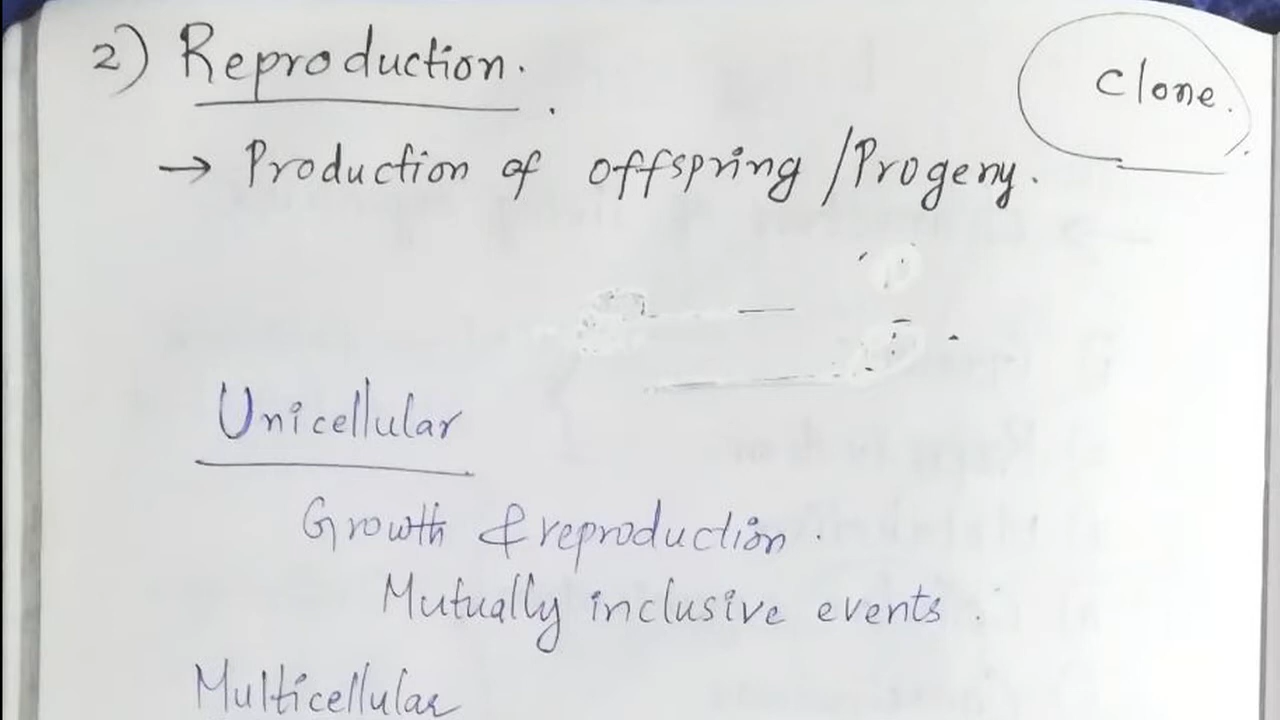 2) Reproduction.
Clone.
→ Production of offspring / Progeny.
Unicellular
Growth & reproduction.
Mutually inclusive events.
Multicellular